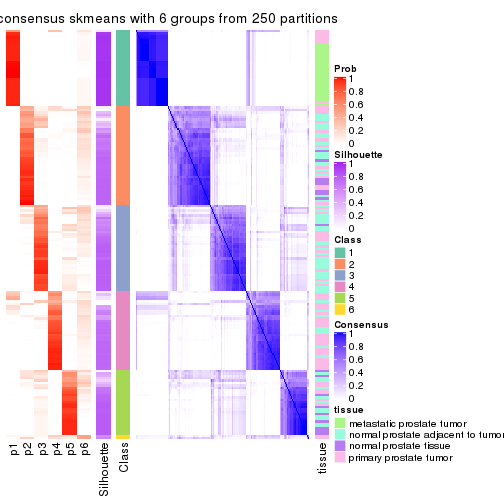 consensus skmeans with 6 groups from 250 partitions
Prob
1
0.8
0.6
0.4
0.2
0
Silhouette
1
0.8
0.6
0.4
0.2
0
Class
1
2
3
4
5
6
Consensus
1
0.8
0.6
0.4
0.2
0
tissue
metastatic prostate tumor
normal prostate adjacent to tumor
normal prostate tissue
primary prostate tumor
p1
p2
p3
p4
p5
p6
Silhouette
Class
tissue